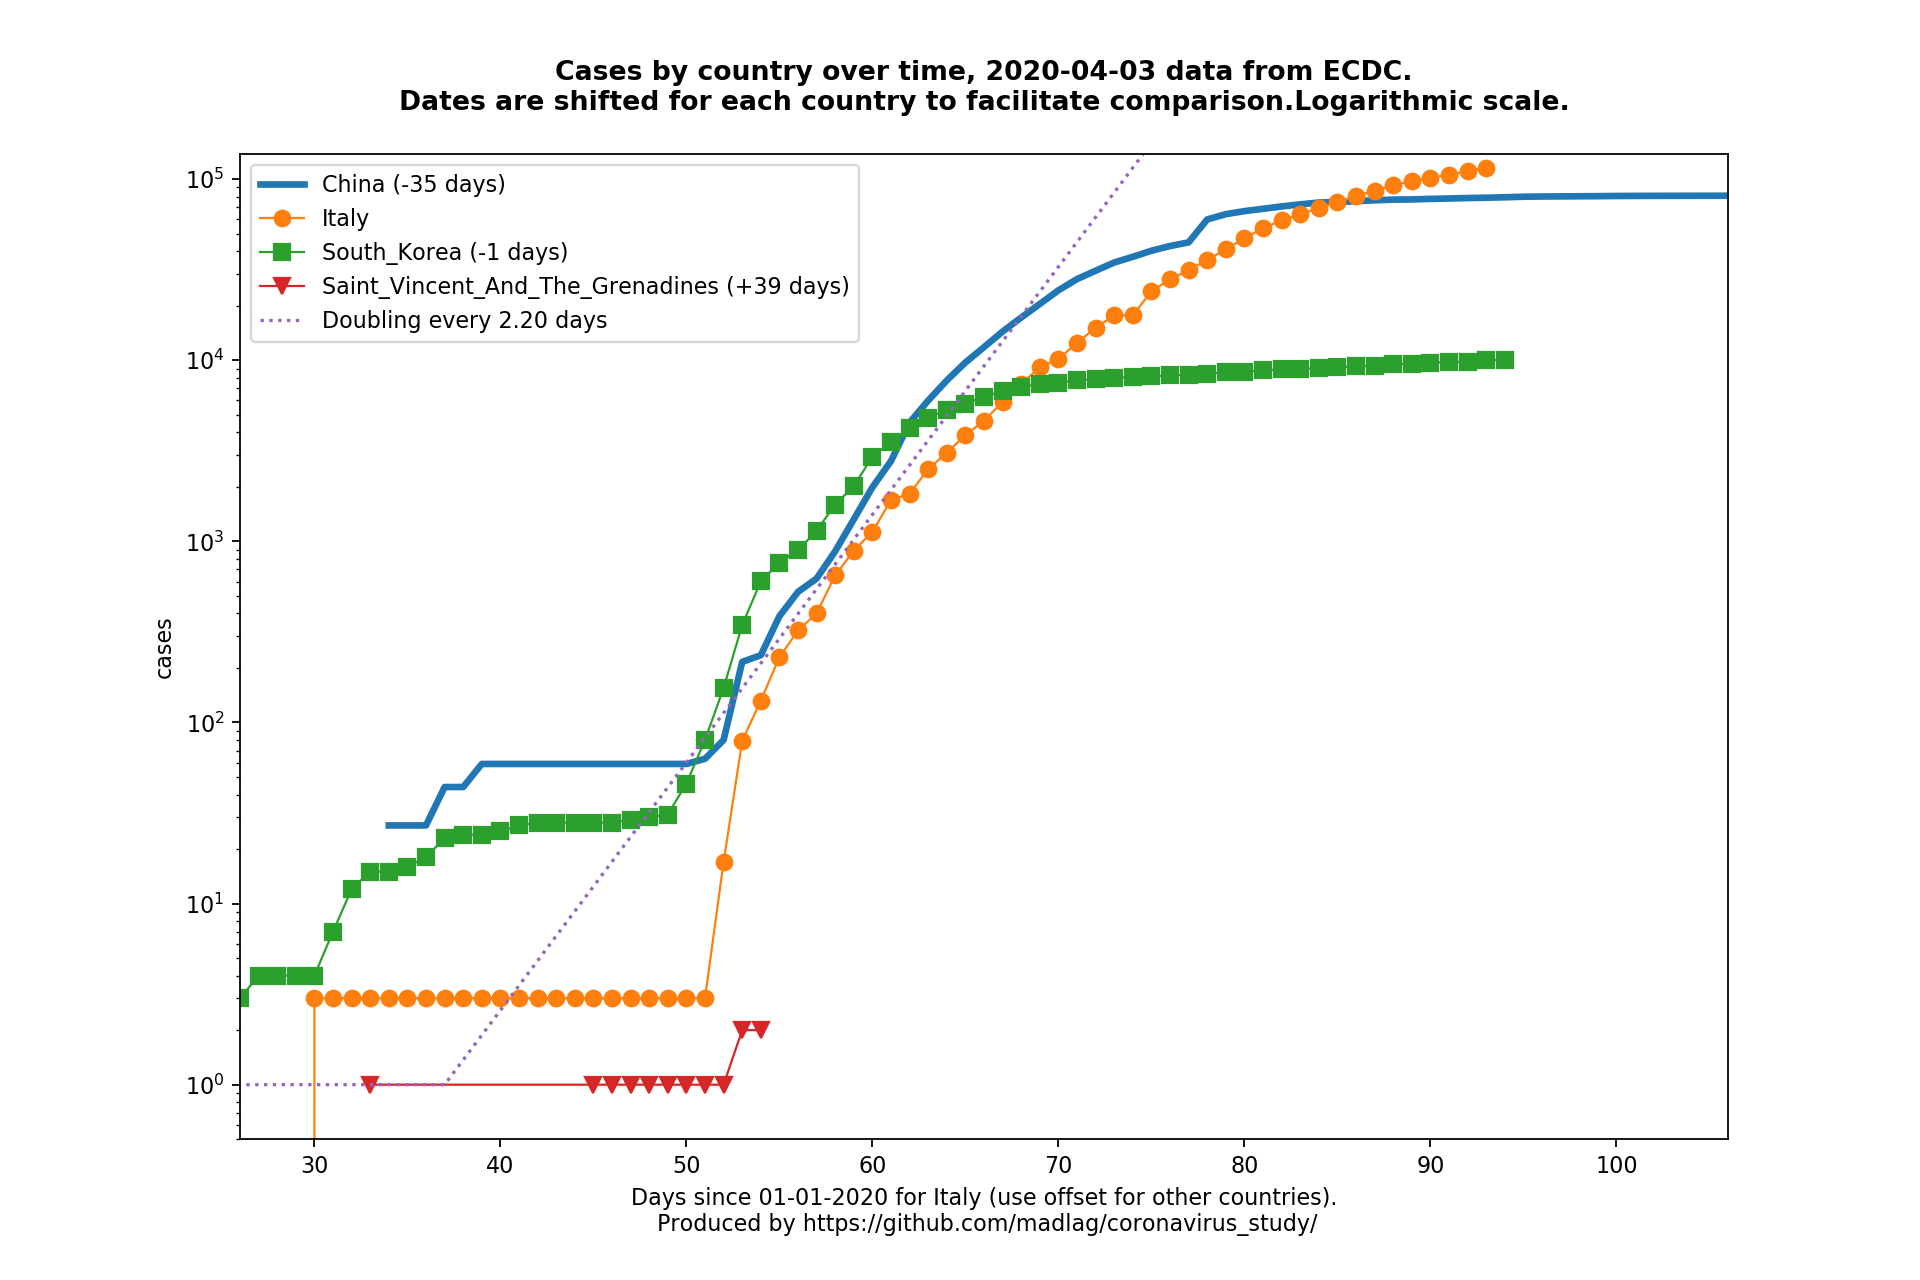 Cases by country over time, 2020-04-03 data from ECDC.
Dates are shifted for each country to facilitate comparison.Logarithmic scale.
China (-35 days)
Italy
South_Korea (-1 days)
Saint_Vincent_And_The_Grenadines (+39 days)
Doubling every 2.20 days
10⁵
10⁴
10³
10²
10¹
10⁰
cases
30 40 50 60 70 80 90 100
Days since 01-01-2020 for Italy (use offset for other countries).
Produced by https://github.com/madlag/coronavirus_study/